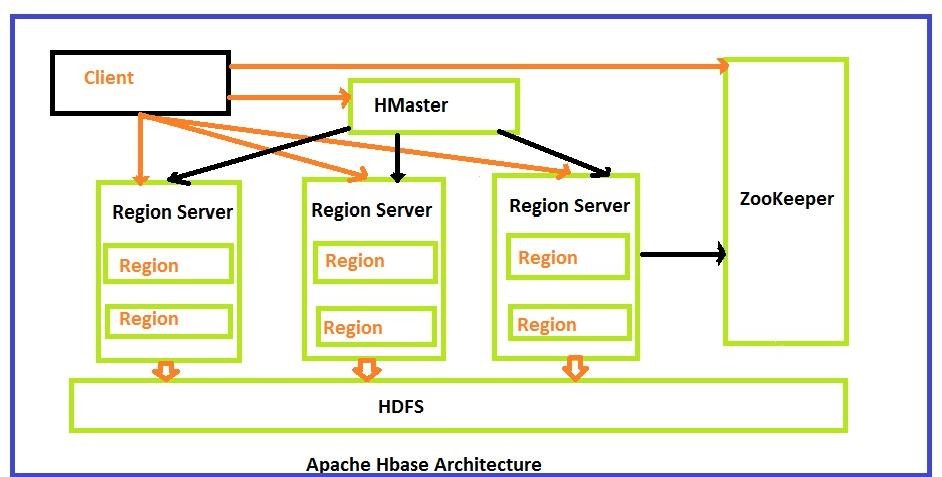 Client
HMaster
ZooKeeper
Region Server
Region
Region
Region Server
Region
Region
Region Server
Region
Region
HDFS
Apache Hbase Architecture